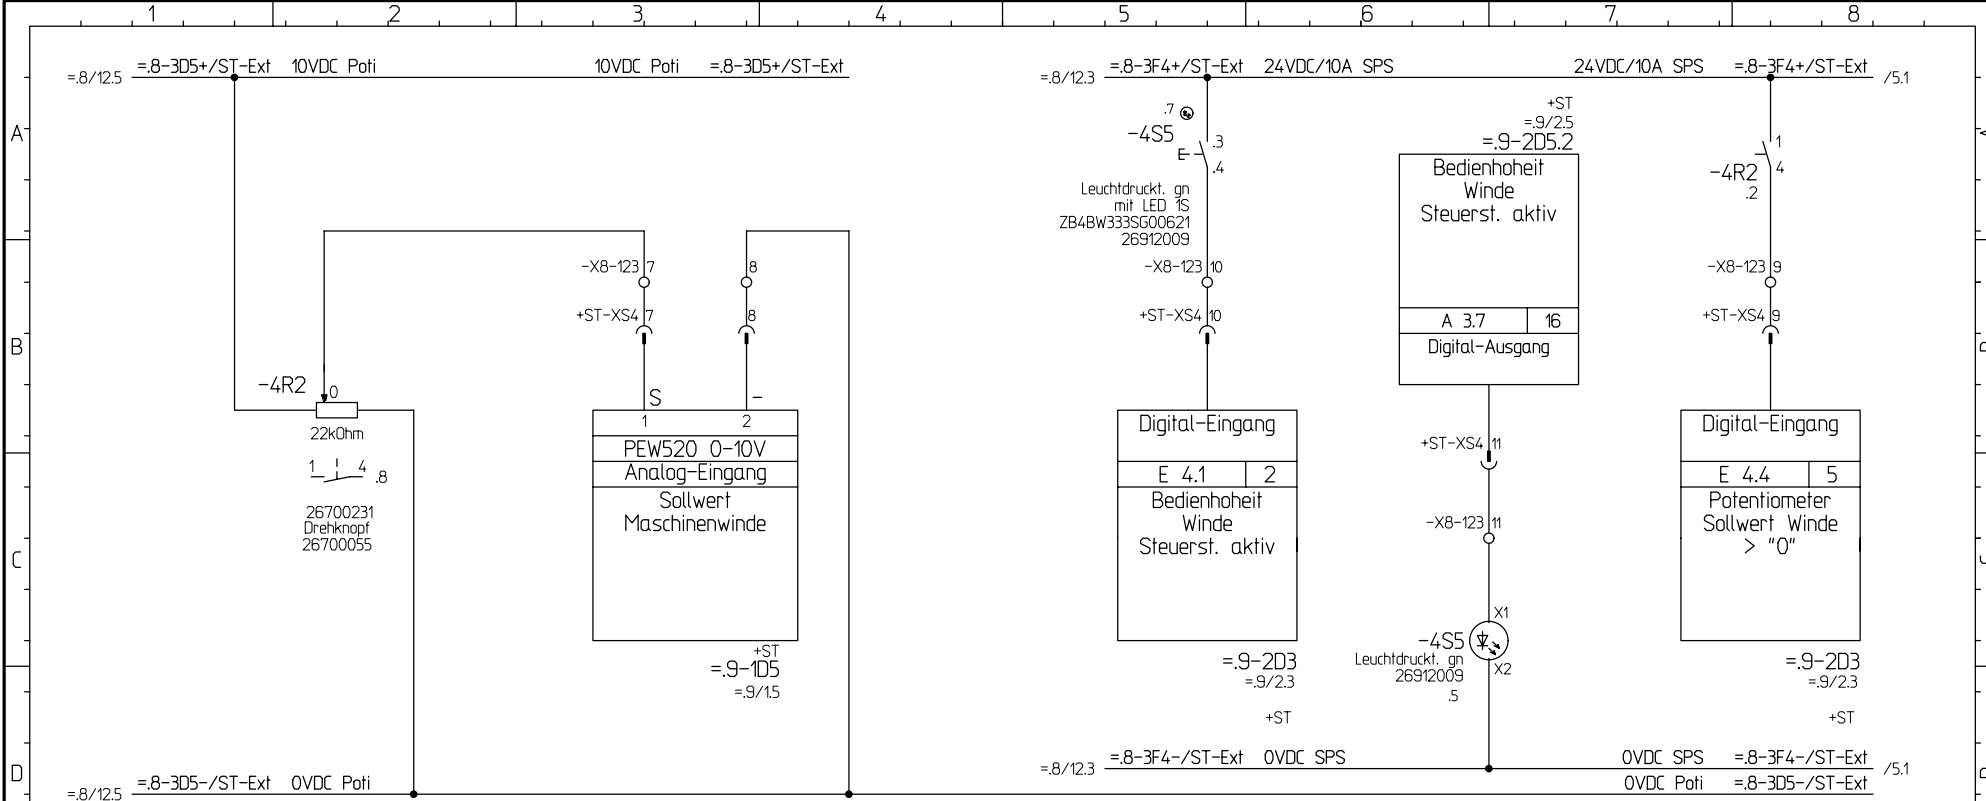 1 2 3 4 5 6 7 8
=.8/12.5 =.8-3D5+/ST-Ext 10VDC Poti
10VDC Poti =.8-3D5+/ST-Ext
=.8/12.3 =.8-3F4+/ST-Ext 24VDC/10A SPS
24VDC/10A SPS =.8-3F4+/ST-Ext /5.1
A
B
C
D
-4R2 0
22kOhm
1 4 .8
26700231
Drehknopf
26700055
-X8-123 7
8
+ST-XS4 7
8
S -
1 2
PEW520 0-10V
Analog-Eingang
Sollwert
Maschinenwinde
+ST
=.9-1D5
=.9/1.5
.7
-4S5
.3
E
.4
Leuchtdruckt. gn
mit LED 1S
ZB4BW333SG00621
26912009
-X8-123 10
+ST-XS4 10
Digital-Eingang
E 4.1 2
Bedienhoheit
Winde
Steuerst. aktiv
=.9-2D3
=.9/2.3
+ST
+ST
=.9/2.5
=.9-2D5.2
Bedienhoheit
Winde
Steuerst. aktiv
A 3.7 16
Digital-Ausgang
+ST-XS4 11
-X8-123 11
X1
-4S5
Leuchtdruckt. gn
26912009
X2
.5
1
-4R2 4
.2
-X8-123 9
+ST-XS4 9
Digital-Eingang
E 4.4 5
Potentiometer
Sollwert Winde
> "0"
=.9-2D3
=.9/2.3
+ST
=.8/12.3 =.8-3F4-/ST-Ext 0VDC SPS
0VDC SPS =.8-3F4-/ST-Ext /5.1
=.8/12.5 =.8-3D5-/ST-Ext 0VDC Poti
0VDC Poti =.8-3D5-/ST-Ext